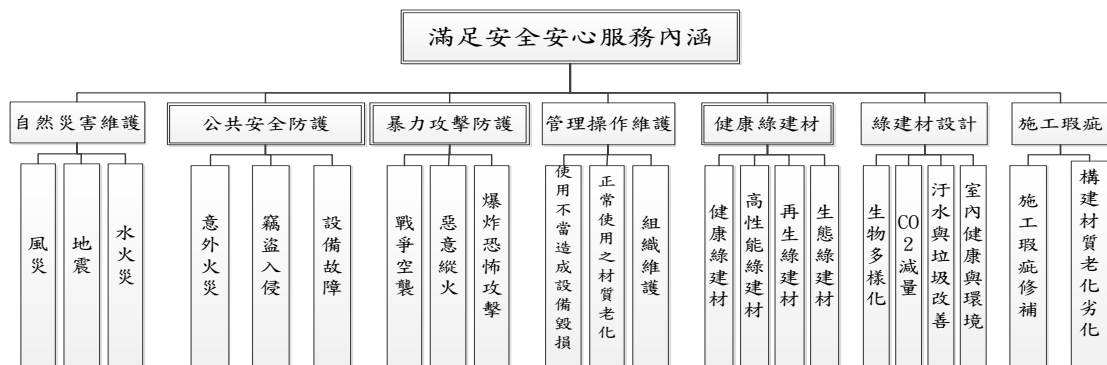 滿足安全安心服務內涵
自然災害維護
公共安全防護
暴力攻擊防護
管理操作維護
健康綠建材
綠建材設計
施工瑕疵
風災
地震
水火災
意外火災
竊盜入侵
設備故障
戰爭空襲
惡意縱火
爆炸恐怖攻擊
使用不當造成設備毀損
正常使用之材質老化
組織維護
健康綠建材
高性能綠建材
再生綠建材
生態綠建材
生物多樣化
CO2減量
汙水與垃圾改善
室內健康與環境
施工瑕疵修補
構建材質老化劣化